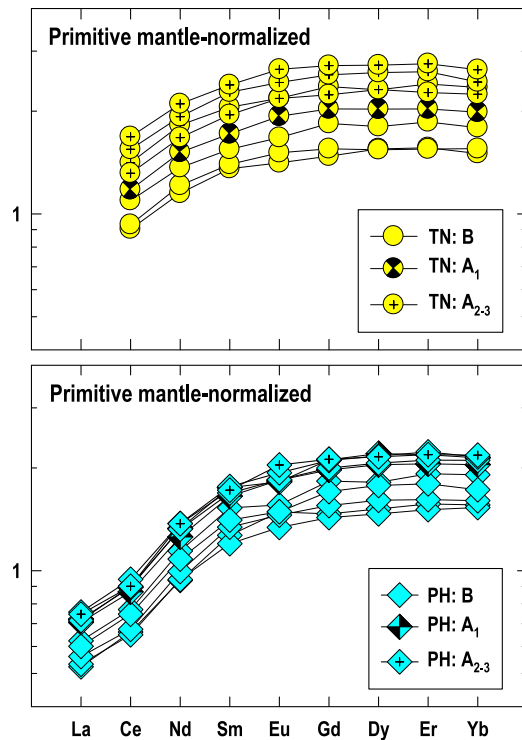 Primitive mantle-normalized
1
TN: B
TN: A₁
TN: A₂₋₃
Primitive mantle-normalized
1
PH: B
PH: A₁
PH: A₂₋₃
La Ce Nd Sm Eu Gd Dy Er Yb